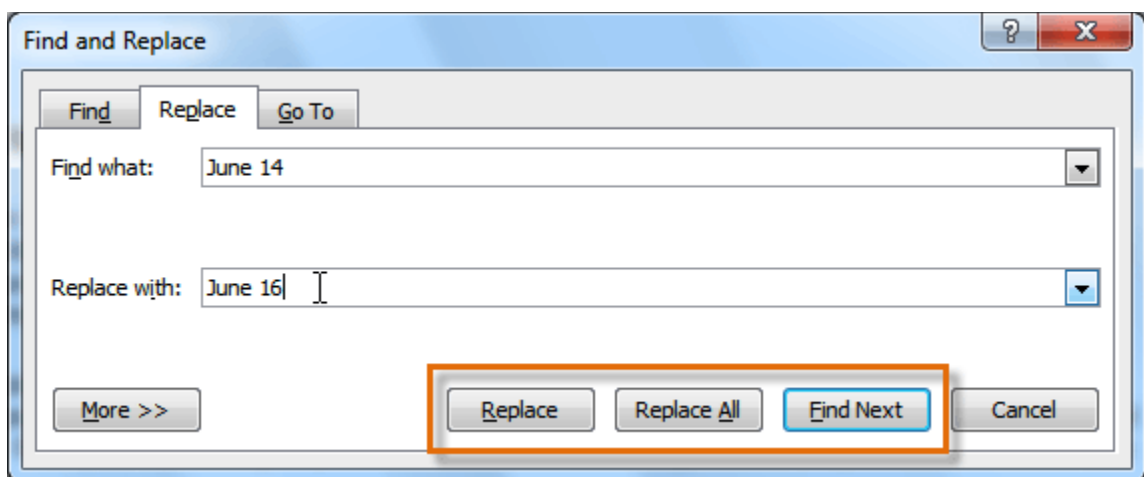 Find and Replace
Find Replace Go To
Find what: June 14
Replace with: June 16
More >> Replace Replace All Find Next Cancel